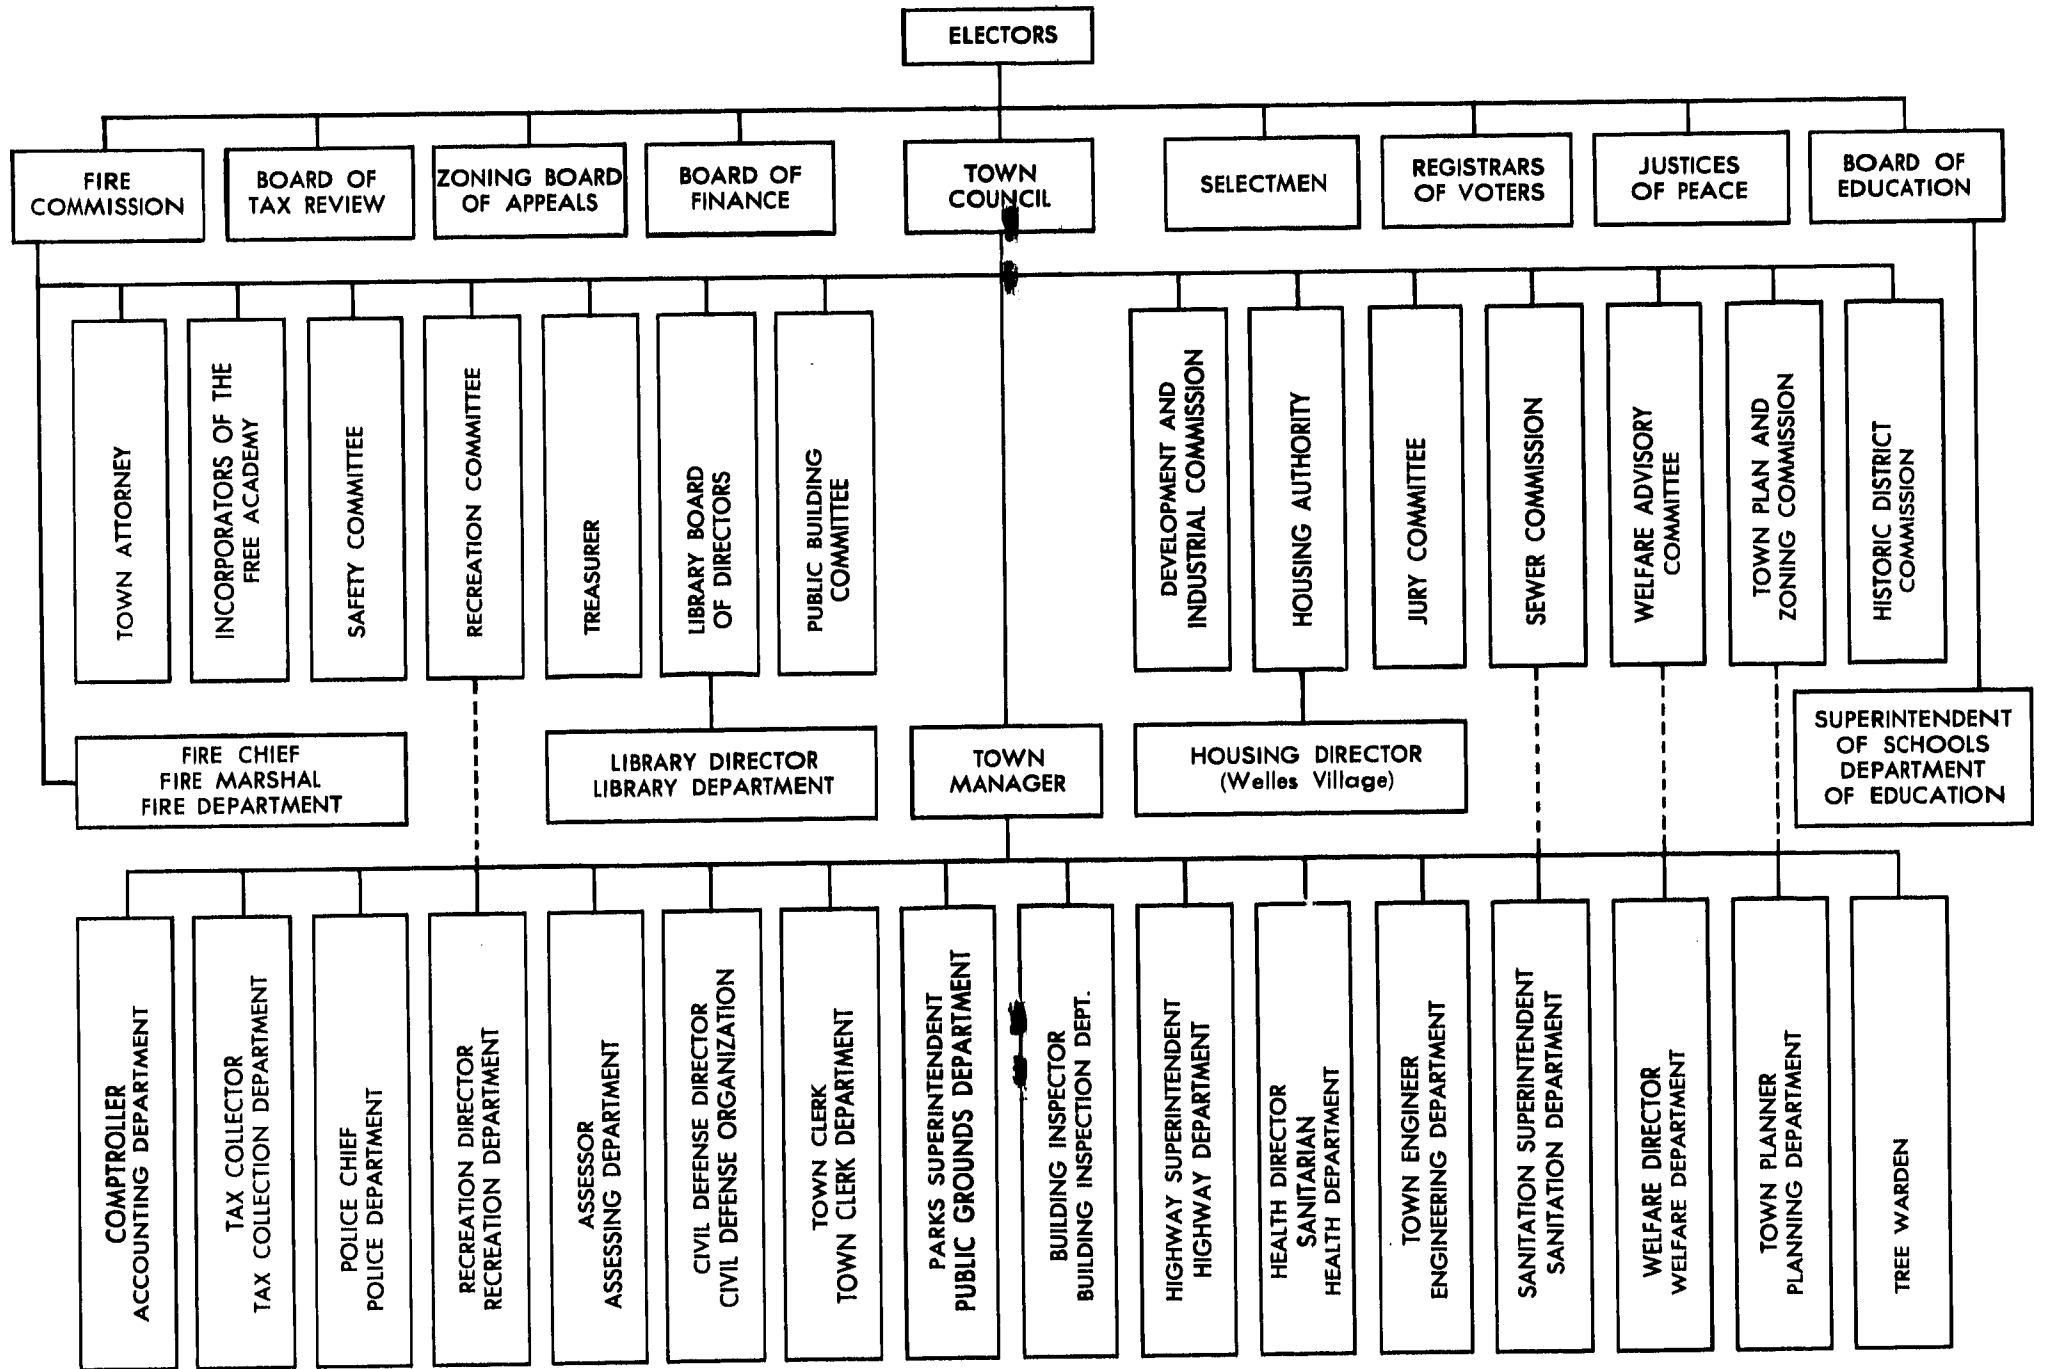 ELECTORS
FIRE
COMMISSION
BOARD OF
TAX REVIEW
ZONING BOARD
OF APPEALS
BOARD OF
FINANCE
TOWN
COUNCIL
SELECTMEN
REGISTRARS
OF VOTERS
JUSTICES
OF PEACE
BOARD OF
EDUCATION
TOWN ATTORNEY
INCORPORATORS OF THE
FREE ACADEMY
SAFETY COMMITTEE
RECREATION COMMITTEE
TREASURER
LIBRARY BOARD
OF DIRECTORS
PUBLIC BUILDING
COMMITTEE
DEVELOPMENT AND
INDUSTRIAL COMMISSION
HOUSING AUTHORITY
JURY COMMITTEE
SEWER COMMISSION
WELFARE ADVISORY
COMMITTEE
TOWN PLAN AND
ZONING COMMISSION
HISTORIC DISTRICT
COMMISSION
FIRE CHIEF
FIRE MARSHAL
FIRE DEPARTMENT
LIBRARY DIRECTOR
LIBRARY DEPARTMENT
TOWN
MANAGER
HOUSING DIRECTOR
(Welles Village)
SUPERINTENDENT
OF SCHOOLS
DEPARTMENT
OF EDUCATION
COMPTROLLER
ACCOUNTING DEPARTMENT
TAX COLLECTOR
TAX COLLECTION DEPARTMENT
POLICE CHIEF
POLICE DEPARTMENT
RECREATION DIRECTOR
RECREATION DEPARTMENT
ASSESSOR
ASSESSING DEPARTMENT
CIVIL DEFENSE DIRECTOR
CIVIL DEFENSE ORGANIZATION
TOWN CLERK
TOWN CLERK DEPARTMENT
PARKS SUPERINTENDENT
PUBLIC GROUNDS DEPARTMENT
BUILDING INSPECTOR
BUILDING INSPECTION DEPT.
HIGHWAY SUPERINTENDENT
HIGHWAY DEPARTMENT
HEALTH DIRECTOR
SANITARIAN
HEALTH DEPARTMENT
TOWN ENGINEER
ENGINEERING DEPARTMENT
SANITATION SUPERINTENDENT
SANITATION DEPARTMENT
WELFARE DIRECTOR
WELFARE DEPARTMENT
TOWN PLANNER
PLANNING DEPARTMENT
TREE WARDEN